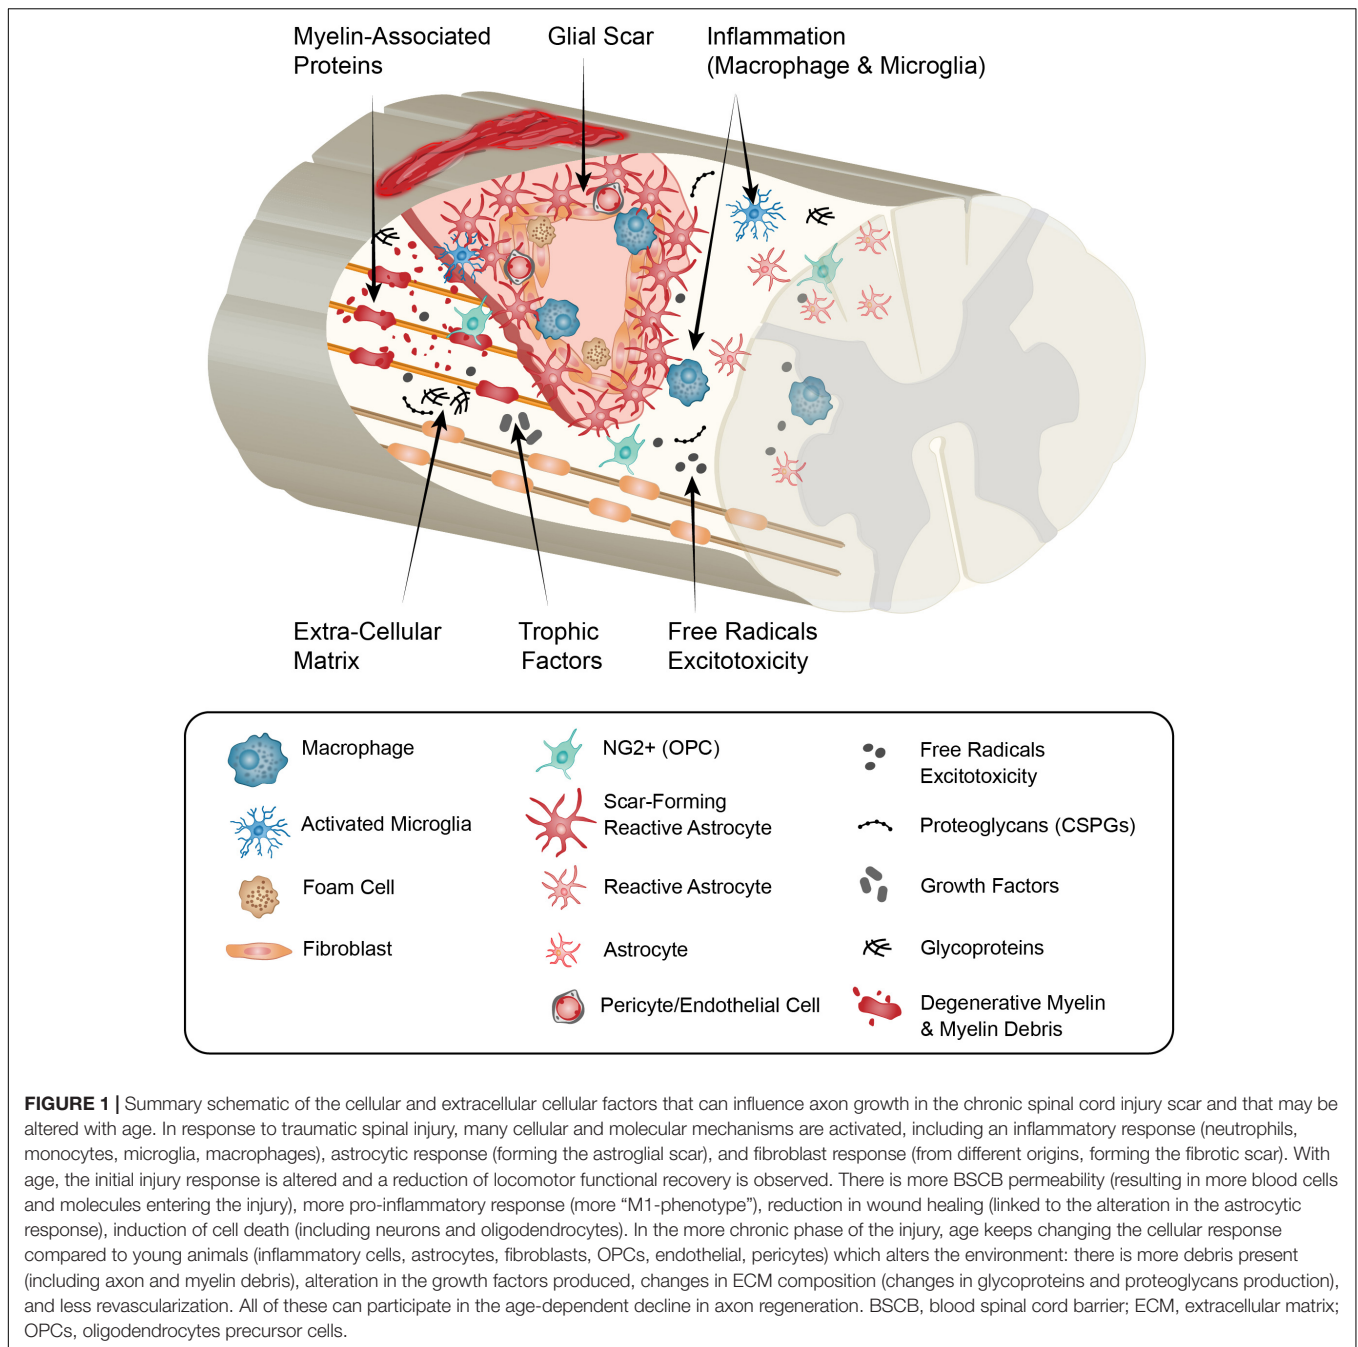 Myelin-Associated
Proteins
Glial Scar
Inflammation
(Macrophage & Microglia)
Extra-Cellular
Matrix
Trophic
Factors
Free Radicals
Excitotoxicity
Macrophage
Activated Microglia
Foam Cell
Fibroblast
NG2+ (OPC)
Scar-Forming
Reactive Astrocyte
Reactive Astrocyte
Astrocyte
Pericyte/Endothelial Cell
Free Radicals
Excitotoxicity
Proteoglycans (CSPGs)
Growth Factors
Glycoproteins
Degenerative Myelin
& Myelin Debris
FIGURE 1 | Summary schematic of the cellular and extracellular cellular factors that can influence axon growth in the chronic spinal cord injury scar and that may be
altered with age. In response to traumatic spinal injury, many cellular and molecular mechanisms are activated, including an inflammatory response (neutrophils,
monocytes, microglia, macrophages), astrocytic response (forming the astroglial scar), and fibroblast response (from different origins, forming the fibrotic scar). With
age, the initial injury response is altered and a reduction of locomotor functional recovery is observed. There is more BSCB permeability (resulting in more blood cells
and molecules entering the injury), more pro-inflammatory response (more “M1-phenotype”), reduction in wound healing (linked to the alteration in the astrocytic
response), induction of cell death (including neurons and oligodendrocytes). In the more chronic phase of the injury, age keeps changing the cellular response
compared to young animals (inflammatory cells, astrocytes, fibroblasts, OPCs, endothelial, pericytes) which alters the environment: there is more debris present
(including axon and myelin debris), alteration in the growth factors produced, changes in ECM composition (changes in glycoproteins and proteoglycans production),
and less revascularization. All of these can participate in the age-dependent decline in axon regeneration. BSCB, blood spinal cord barrier; ECM, extracellular matrix;
OPCs, oligodendrocytes precursor cells.